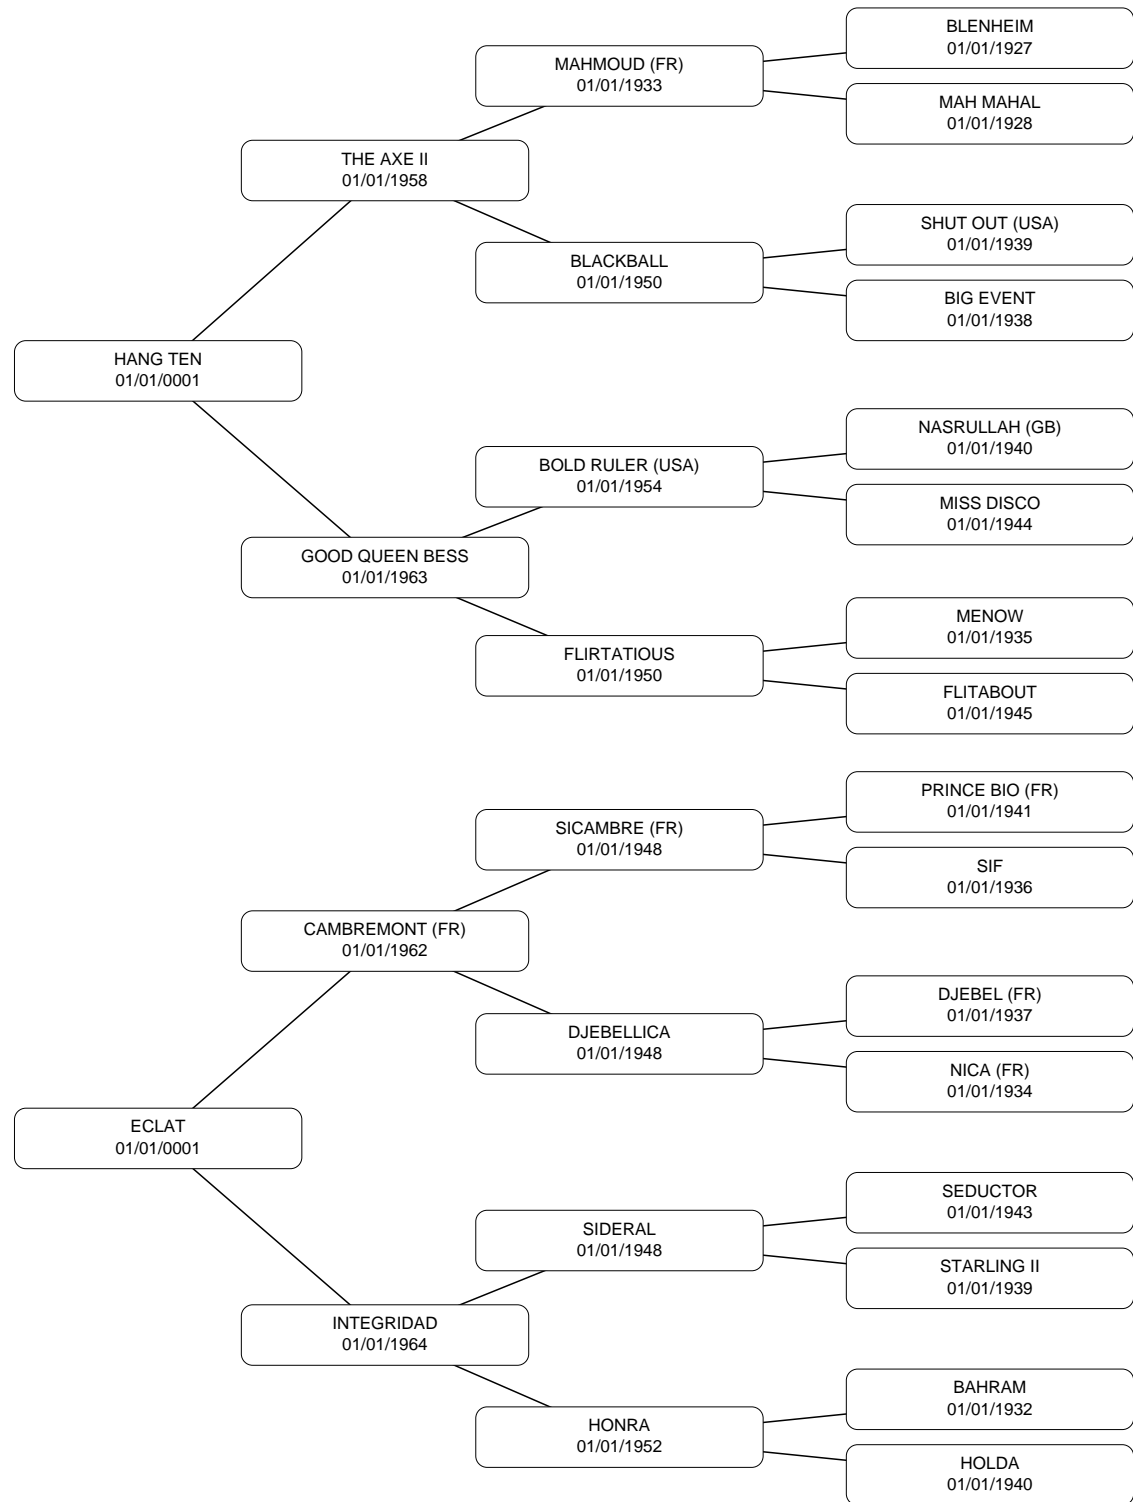 BLENHEIM
01/01/1927
MAHMOUD (FR)
01/01/1933
MAH MAHAL
01/01/1928
THE AXE II
01/01/1958
SHUT OUT (USA)
01/01/1939
BLACKBALL
01/01/1950
BIG EVENT
01/01/1938
HANG TEN
01/01/0001
NASRULLAH (GB)
01/01/1940
BOLD RULER (USA)
01/01/1954
MISS DISCO
01/01/1944
GOOD QUEEN BESS
01/01/1963
MENOW
01/01/1935
FLIRTATIOUS
01/01/1950
FLITABOUT
01/01/1945
PRINCE BIO (FR)
01/01/1941
SICAMBRE (FR)
01/01/1948
SIF
01/01/1936
CAMBREMONT (FR)
01/01/1962
DJEBEL (FR)
01/01/1937
DJEBELLICA
01/01/1948
NICA (FR)
01/01/1934
ECLAT
01/01/0001
SEDUCTOR
01/01/1943
SIDERAL
01/01/1948
STARLING II
01/01/1939
INTEGRIDAD
01/01/1964
BAHRAM
01/01/1932
HONRA
01/01/1952
HOLDA
01/01/1940